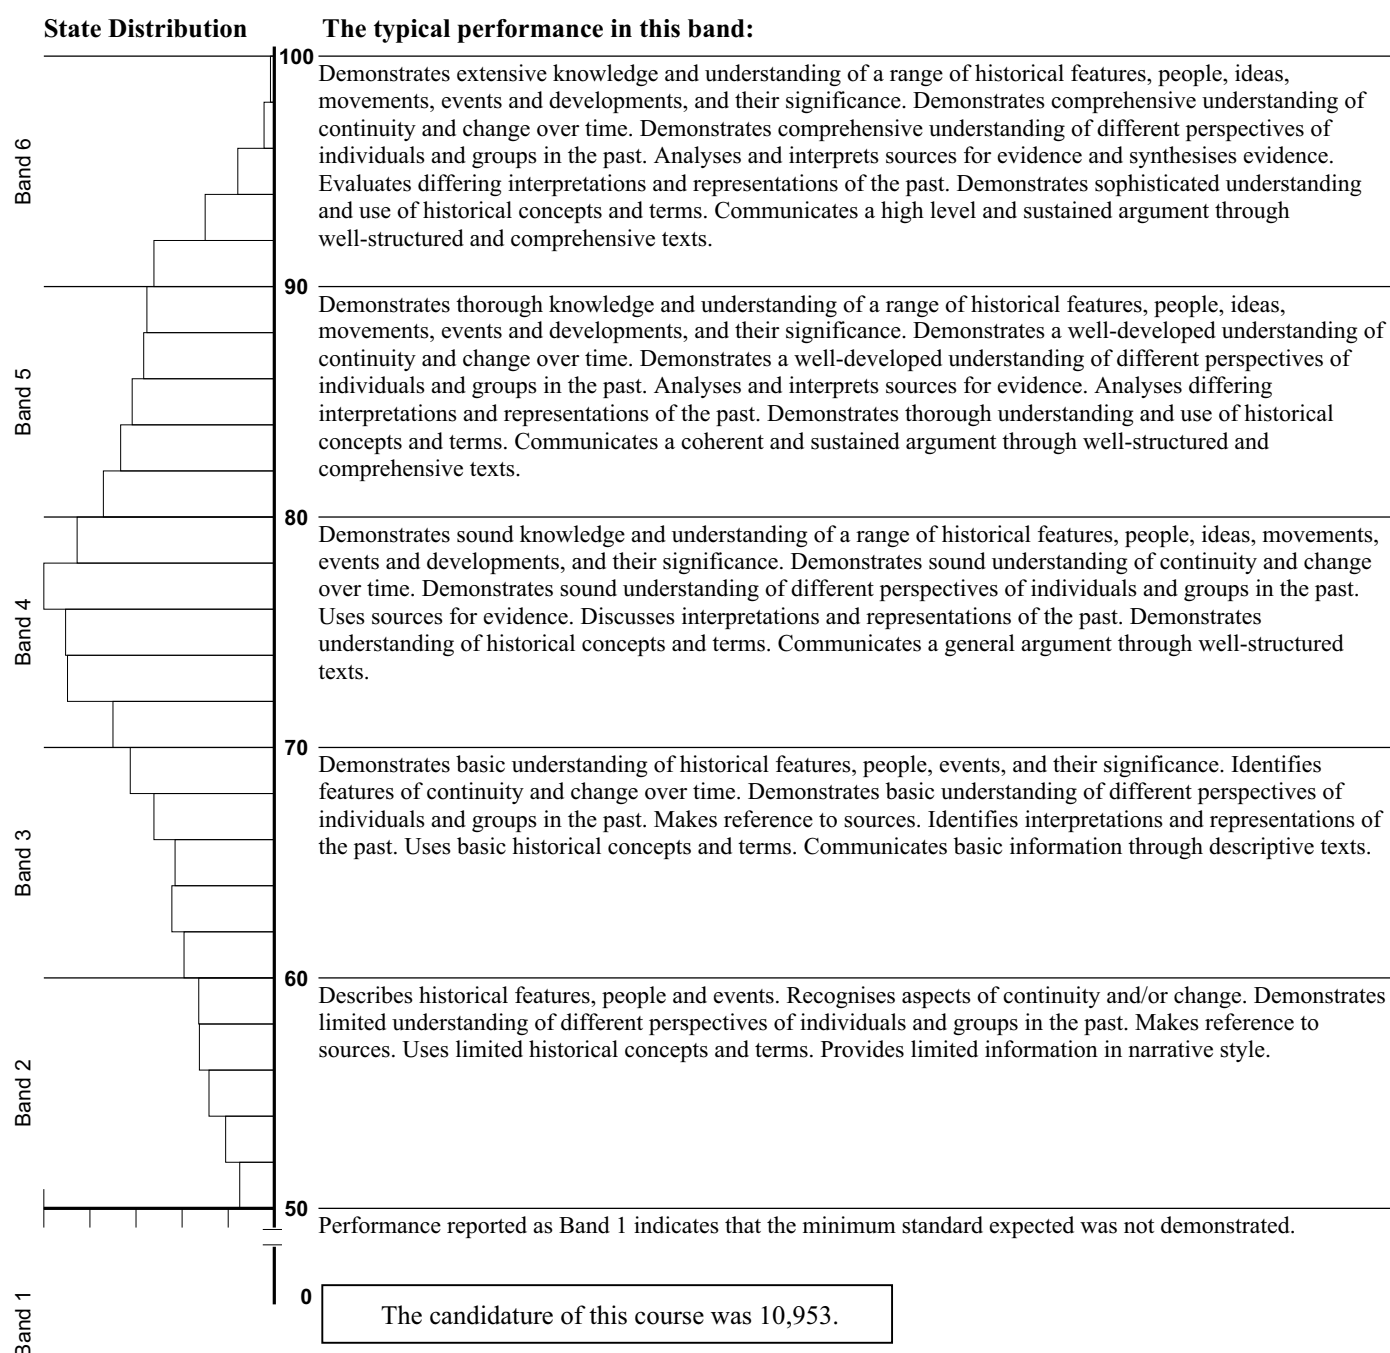 State Distribution
The typical performance in this band:
100
Demonstrates extensive knowledge and understanding of a range of historical features, people, ideas,
movements, events and developments, and their significance. Demonstrates comprehensive understanding of
continuity and change over time. Demonstrates comprehensive understanding of different perspectives of
individuals and groups in the past. Analyses and interprets sources for evidence and synthesises evidence.
Evaluates differing interpretations and representations of the past. Demonstrates sophisticated understanding
and use of historical concepts and terms. Communicates a high level and sustained argument through
well-structured and comprehensive texts.
Band 6
90
Demonstrates thorough knowledge and understanding of a range of historical features, people, ideas,
movements, events and developments, and their significance. Demonstrates a well-developed understanding of
continuity and change over time. Demonstrates a well-developed understanding of different perspectives of
individuals and groups in the past. Analyses and interprets sources for evidence. Analyses differing
interpretations and representations of the past. Demonstrates thorough understanding and use of historical
concepts and terms. Communicates a coherent and sustained argument through well-structured and
comprehensive texts.
Band 5
80
Demonstrates sound knowledge and understanding of a range of historical features, people, ideas, movements,
events and developments, and their significance. Demonstrates sound understanding of continuity and change
over time. Demonstrates sound understanding of different perspectives of individuals and groups in the past.
Uses sources for evidence. Discusses interpretations and representations of the past. Demonstrates
understanding of historical concepts and terms. Communicates a general argument through well-structured
texts.
Band 4
70
Demonstrates basic understanding of historical features, people, events, and their significance. Identifies
features of continuity and change over time. Demonstrates basic understanding of different perspectives of
individuals and groups in the past. Makes reference to sources. Identifies interpretations and representations of
the past. Uses basic historical concepts and terms. Communicates basic information through descriptive texts.
Band 3
60
Describes historical features, people and events. Recognises aspects of continuity and/or change. Demonstrates
limited understanding of different perspectives of individuals and groups in the past. Makes reference to
sources. Uses limited historical concepts and terms. Provides limited information in narrative style.
Band 2
50
Performance reported as Band 1 indicates that the minimum standard expected was not demonstrated.
0
Band 1
The candidature of this course was 10,953.